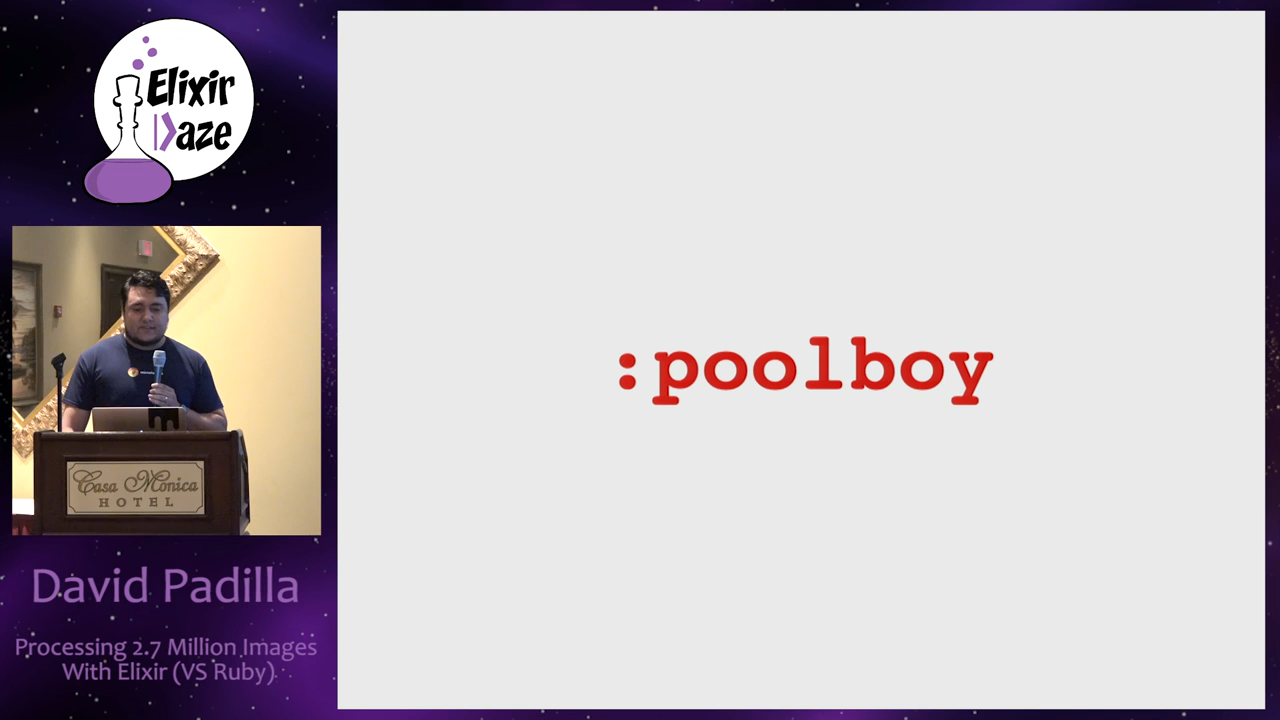 Elixir
|>aze
:poolboy
Casa Monica
HOTEL
David Padilla
Processing 2.7 Million Images
With Elixir (VS Ruby)